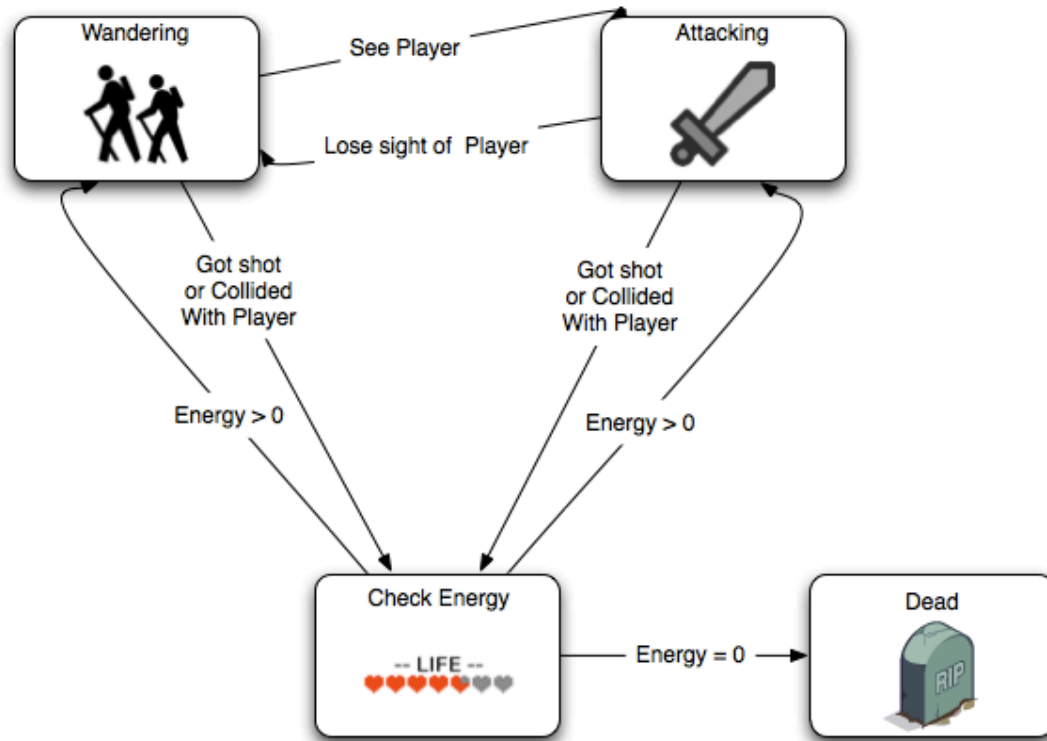 Wandering
Attacking
See Player
Lose sight of Player
Got shot
or Collided
With Player
Got shot
or Collided
With Player
Energy > 0
Energy > 0
Check Energy
-- LIFE --
Energy = 0
Dead
RIP